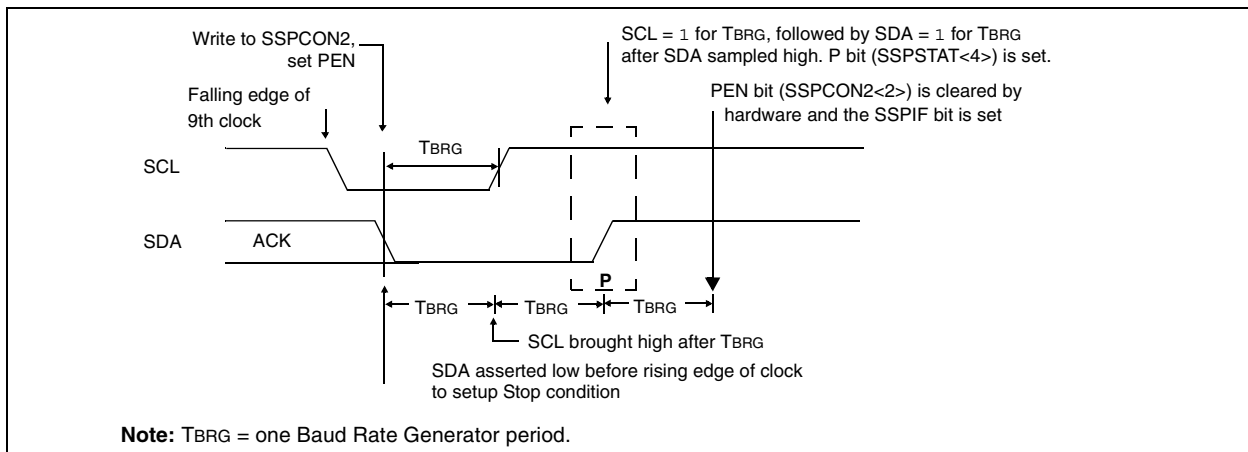 Write to SSPCON2,
set PEN
SCL = 1 for TBRG, followed by SDA = 1 for TBRG
after SDA sampled high. P bit (SSPSTAT<4>) is set.
Falling edge of
9th clock
PEN bit (SSPCON2<2>) is cleared by
hardware and the SSPIF bit is set
TBRG
SCL
SDA
ACK
P
TBRG
TBRG
TBRG
SCL brought high after TBRG
SDA asserted low before rising edge of clock
to setup Stop condition
Note: TBRG = one Baud Rate Generator period.